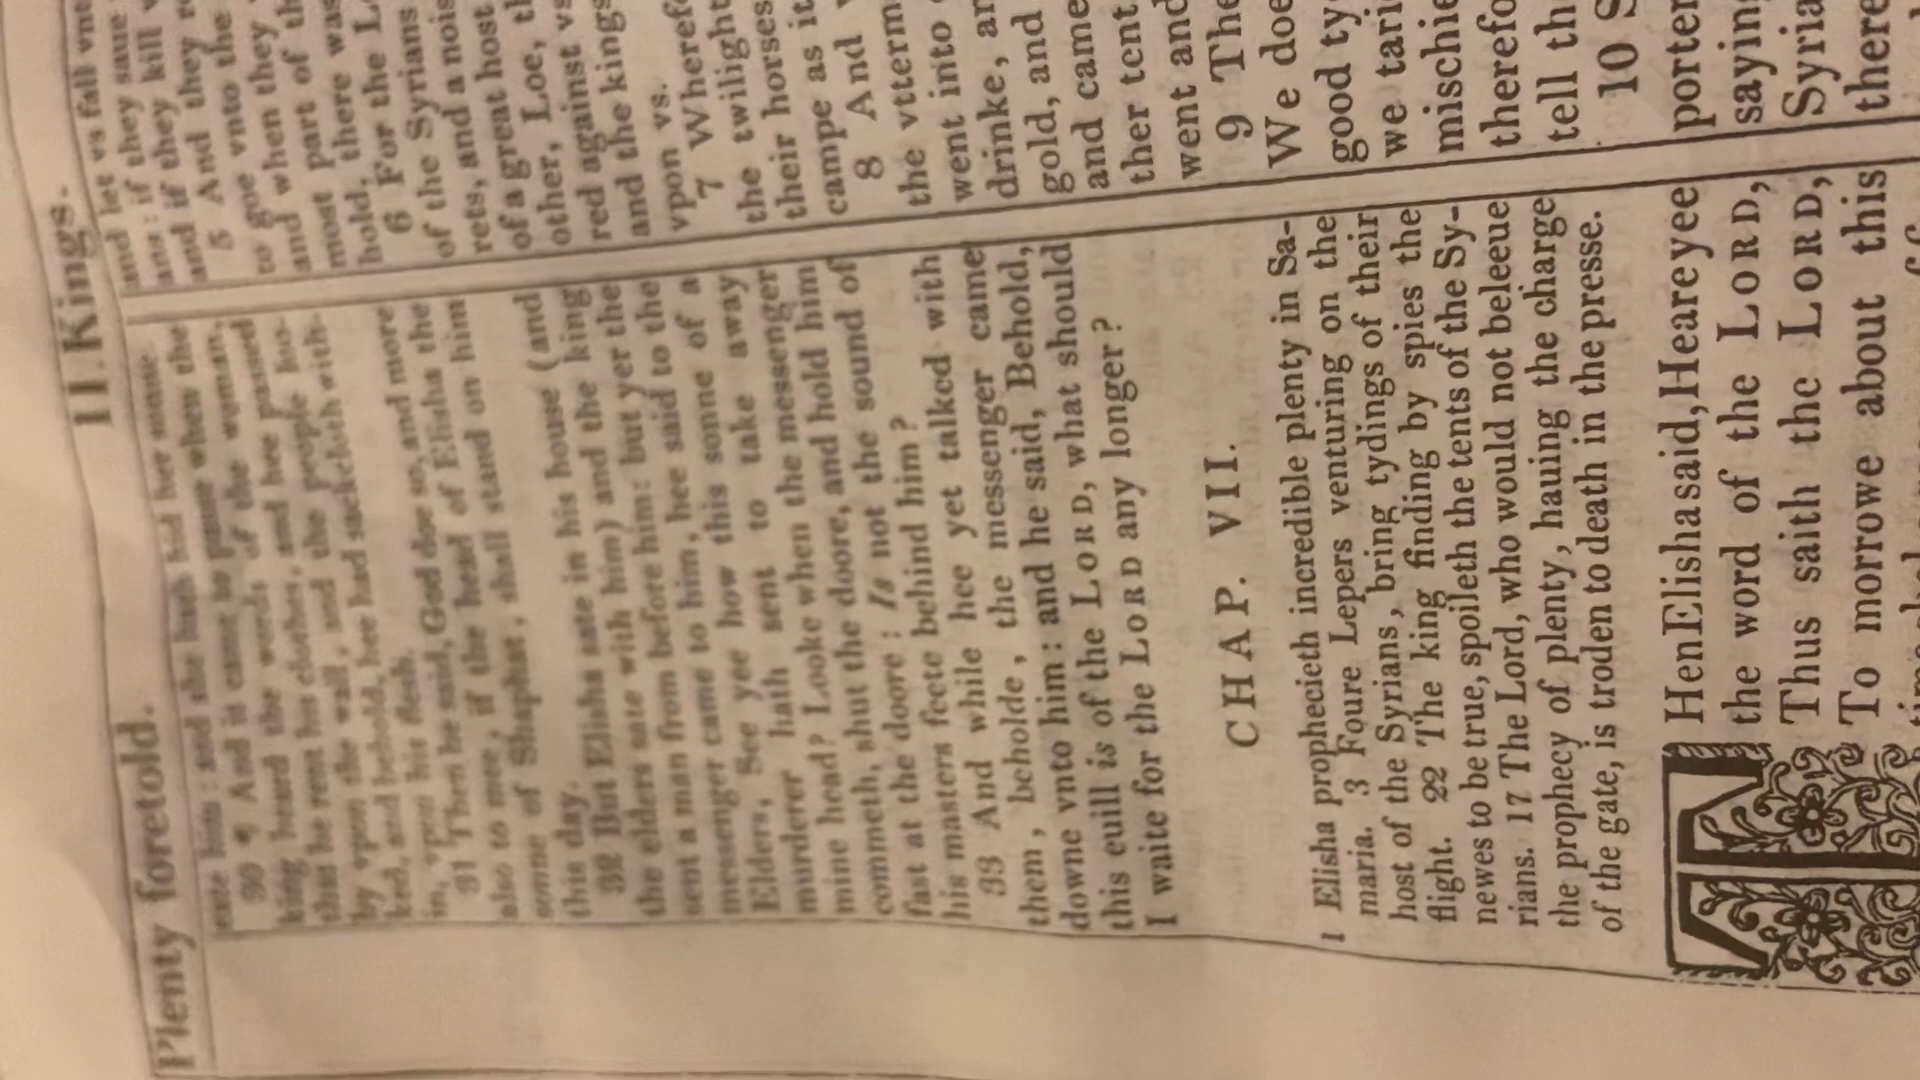 Plenty foretold.
II.Kings.
30 ¶ And it came to passe when the
king heard the words of the woman,
that he rent his clothes, and hee passed
by vpon the wall, and the people loo-
ked, and behold, hee had sackcloth with-
in, vpon his flesh.
31 Then he said, God doe so, and more
also to mee, if the head of Elisha the
sonne of Shaphat, shall stand on him
this day.
32 But Elisha sate in his house (and
the elders sate with him) and the king
sent a man from before him: but yer the
messenger came to him, hee said to the
Elders, See yee how this sonne of a
murderer hath sent to take away
mine head? Looke when the messenger
commeth, shut the doore, and hold him
fast at the doore: Is not the sound of
his masters feete behind him?
33 And while hee yet talked with
them, beholde, the messenger came
downe vnto him: and he said, Behold,
this euill is of the LORD, what should
I waite for the LORD any longer?
CHAP. VII.
1 Elisha prophecieth incredible plenty in Sa-
maria. 3 Foure Lepers venturing on the
host of the Syrians, bring tydings of their
flight. 22 The king finding by spies the
newes to be true, spoileth the tents of the Sy-
rians. 17 The Lord, who would not beleeue
the prophecy of plenty, hauing the charge
of the gate, is troden to death in the presse.
THen Elisha said, Heare yee
the word of the LORD,
Thus saith the LORD,
To morrowe about this
and let vs fall vnt
ans: if they saue
and if they kill
5 And they r
to goe vnto the
and when they
most part of th
hold, there was
6 For the L
of the Syrians
rets, and a nois
of a great host
other, Loe, th
red against vs
and the kings
vpon vs.
7 Wheref
the twilight
their horses
campe as it
8 And
the vtterm
went into
drinke, an
gold, and
and came
ther tent
went and
9 The
We doe
good ty
we tari
mischie
therefo
tell th
10 S
porter
saying
Syria
there